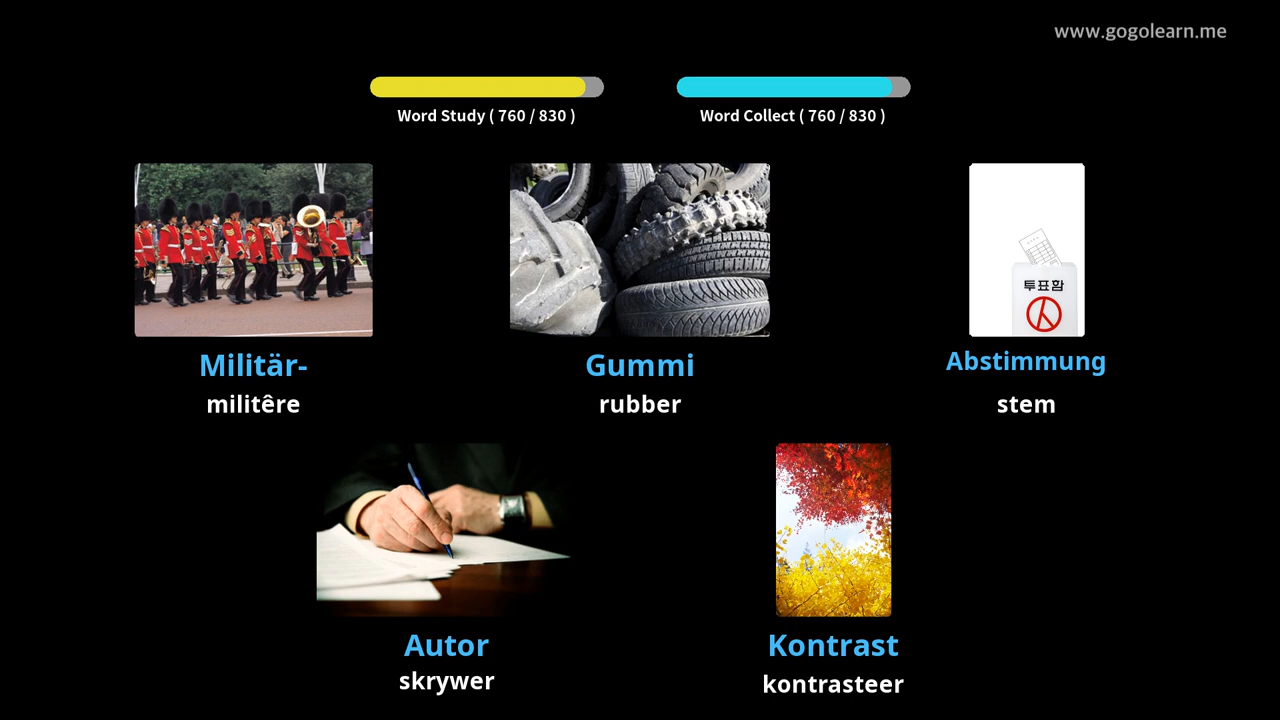 www.gogolearn.me
Word Study ( 760 / 830 )
Word Collect ( 760 / 830 )
투표함
Militär-
militêre
Gummi
rubber
Abstimmung
stem
Autor
skrywer
Kontrast
kontrasteer